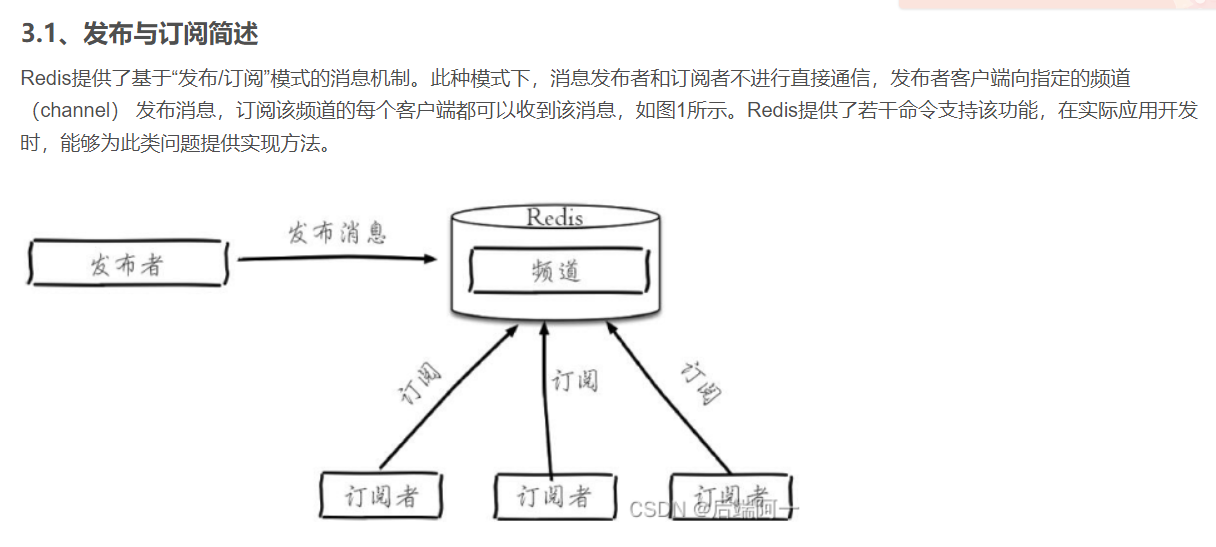 3.1、发布与订阅简述
Redis提供了基于“发布/订阅”模式的消息机制。此种模式下，消息发布者和订阅者不进行直接通信，发布者客户端向指定的频道
（channel） 发布消息，订阅该频道的每个客户端都可以收到该消息，如图1所示。Redis提供了若干命令支持该功能，在实际应用开发
时，能够为此类问题提供实现方法。
Redis
发布消息
发布者
频道
订阅
订阅
订阅
订阅者
订阅者
订阅者
CSDN @后端阿一